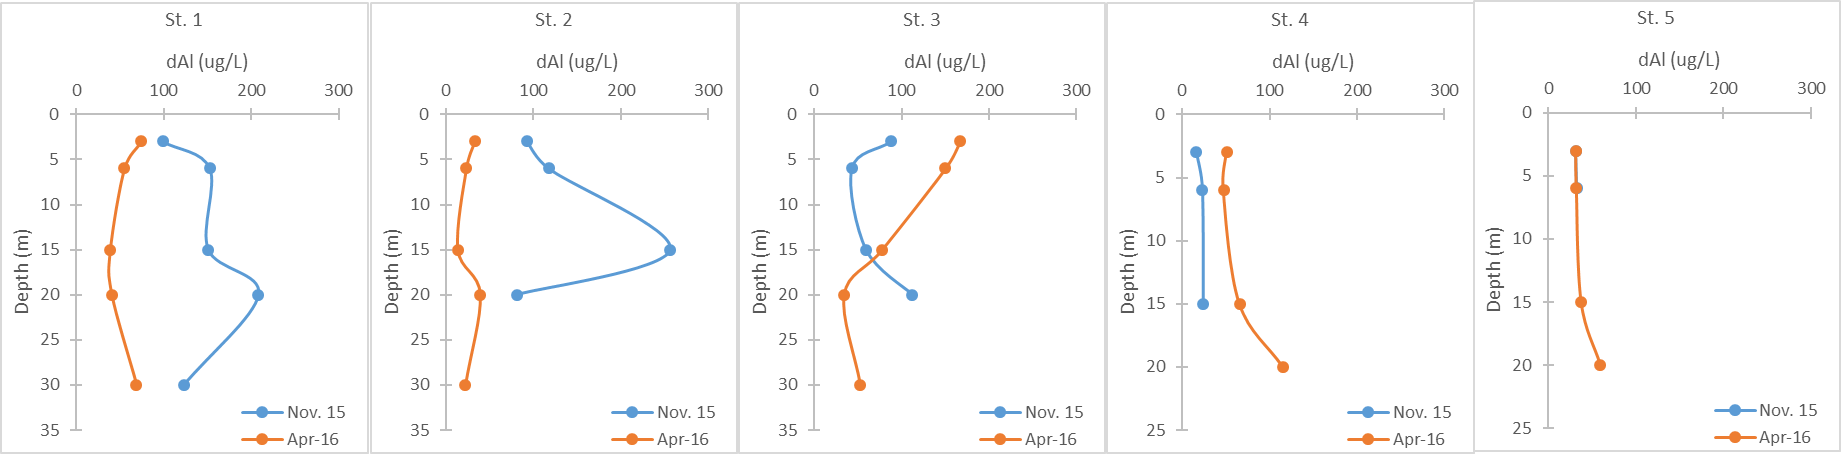 St. 1
dAl (ug/L)
0 100 200 300
0
5
10
15
20
25
30
35
Depth (m)
Nov. 15
Apr-16
St. 2
dAl (ug/L)
0 100 200 300
0
5
10
15
20
25
30
35
Depth (m)
Nov. 15
Apr-16
St. 3
dAl (ug/L)
0 100 200 300
0
5
10
15
20
25
30
35
Depth (m)
Nov. 15
Apr-16
St. 4
dAl (ug/L)
0 100 200 300
0
5
10
15
20
25
Depth (m)
Nov. 15
Apr-16
St. 5
dAl (ug/L)
0 100 200 300
0
5
10
15
20
25
Depth (m)
Nov. 15
Apr-16